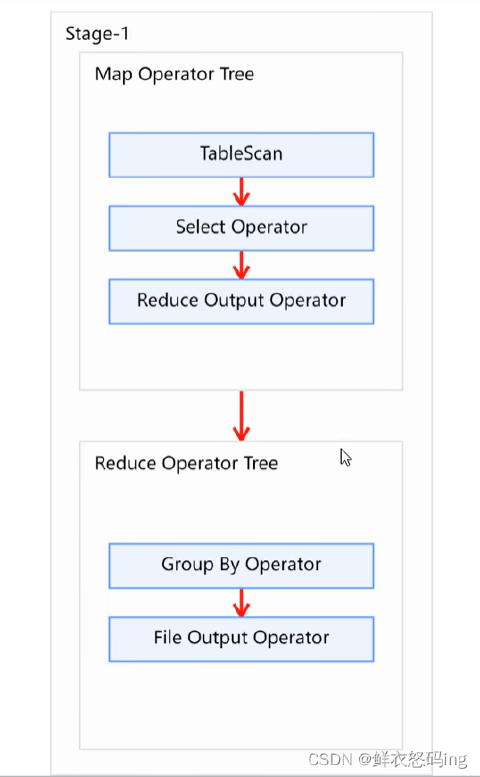 Stage-1
Map Operator Tree
TableScan
Select Operator
Reduce Output Operator
Reduce Operator Tree
Group By Operator
File Output Operator
CSDN @鲜衣怒码ing